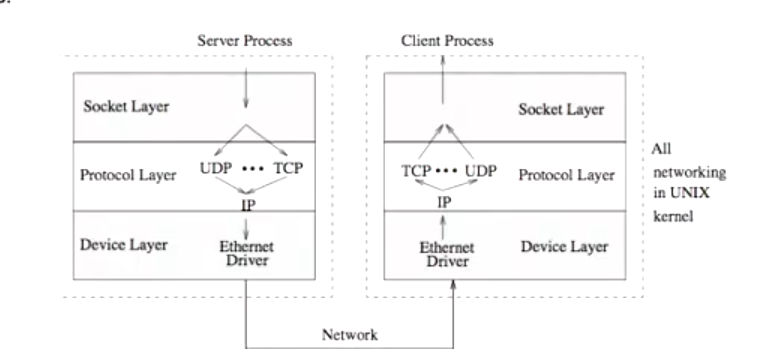 Server Process
Client Process
Socket Layer
Socket Layer
UDP ••• TCP
Protocol Layer
IP
TCP ••• UDP
Protocol Layer
IP
All
networking
in UNIX
kernel
Device Layer
Ethernet
Driver
Ethernet
Driver
Device Layer
Network